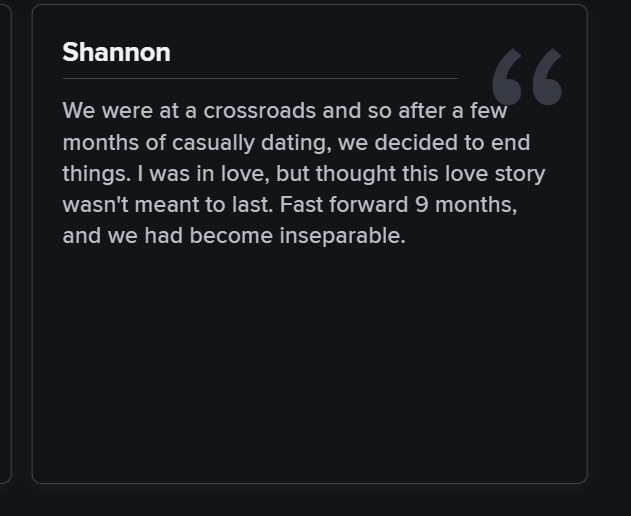 Shannon
We were at a crossroads and so after a few
months of casually dating, we decided to end
things. I was in love, but thought this love story
wasn't meant to last. Fast forward 9 months,
and we had become inseparable.